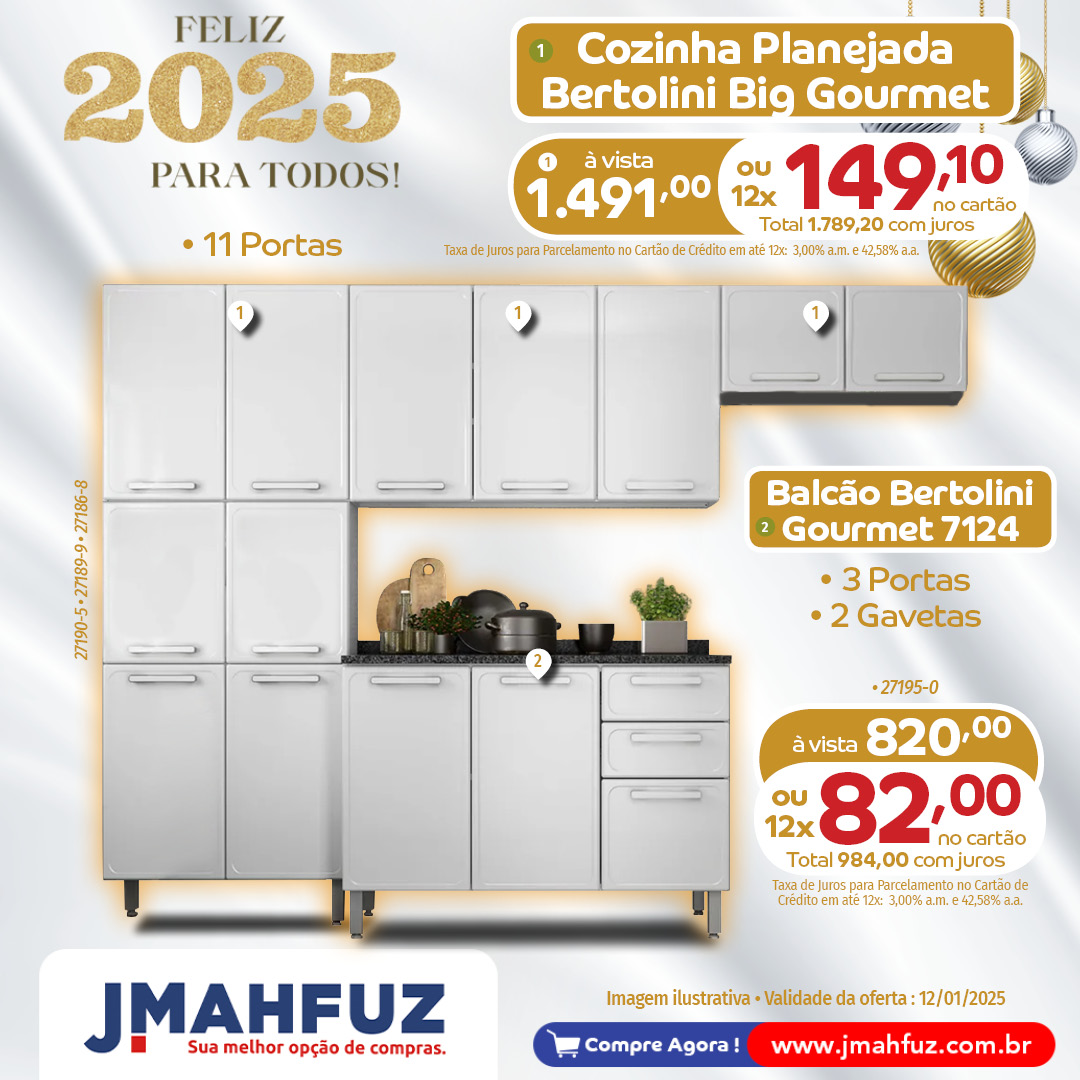 FELIZ
2025
PARA TODOS!
1 Cozinha Planejada
Bertolini Big Gourmet
1 à vista
1.491,00
ou
12x 149,10
no cartão
Total 1.789,20 com juros
Taxa de Juros para Parcelamento no Cartão de Crédito em até 12x: 3,00% a.m. e 42,58% a.a.
• 11 Portas
1
1
1
27190-5 • 27189-9 • 27186-8
Balcão Bertolini
2 Gourmet 7124
• 3 Portas
• 2 Gavetas
2
• 27195-0
à vista 820,00
ou
12x 82,00
no cartão
Total 984,00 com juros
Taxa de Juros para Parcelamento no Cartão de
Crédito em até 12x: 3,00% a.m. e 42,58% a.a.
JMAHFUZ
Sua melhor opção de compras.
Imagem ilustrativa • Validade da oferta : 12/01/2025
Compre Agora ! www.jmahfuz.com.br